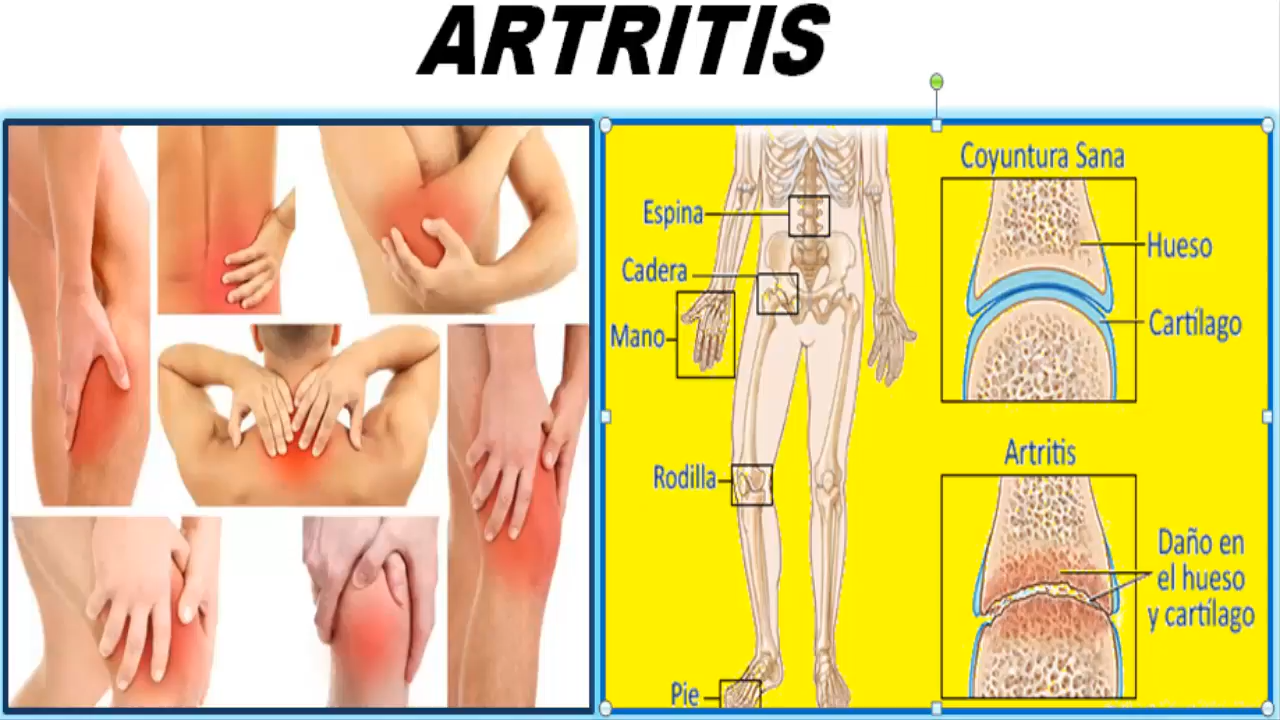 ARTRITIS
Espina
Cadera
Mano
Rodilla
Pie
Coyuntura Sana
Hueso
Cartílago
Artritis
Daño en
el hueso
y cartílago